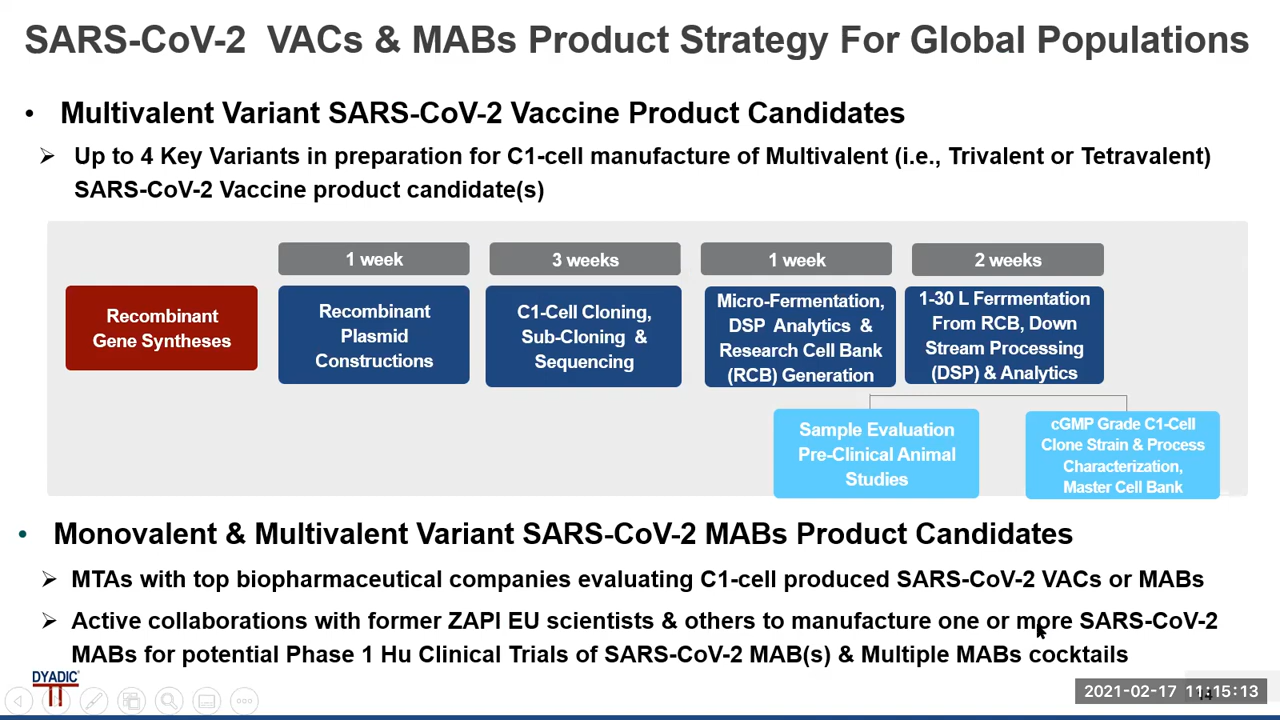 SARS-CoV-2  VACs & MABs Product Strategy For Global Populations
• Multivalent Variant SARS-CoV-2 Vaccine Product Candidates
➢ Up to 4 Key Variants in preparation for C1-cell manufacture of Multivalent (i.e., Trivalent or Tetravalent)
SARS-CoV-2 Vaccine product candidate(s)
1 week
3 weeks
1 week
2 weeks
Recombinant
Gene Syntheses
Recombinant
Plasmid
Constructions
C1-Cell Cloning,
Sub-Cloning &
Sequencing
Micro-Fermentation,
DSP Analytics &
Research Cell Bank
(RCB) Generation
1-30 L Ferrmentation
From RCB, Down
Stream Processing
(DSP) & Analytics
Sample Evaluation
Pre-Clinical Animal
Studies
cGMP Grade C1-Cell
Clone Strain & Process
Characterization,
Master Cell Bank
• Monovalent & Multivalent Variant SARS-CoV-2 MABs Product Candidates
➢ MTAs with top biopharmaceutical companies evaluating C1-cell produced SARS-CoV-2 VACs or MABs
➢ Active collaborations with former ZAPI EU scientists & others to manufacture one or more SARS-CoV-2
MABs for potential Phase 1 Hu Clinical Trials of SARS-CoV-2 MAB(s) & Multiple MABs cocktails
DYADIC
2021-02-17 11:15:13